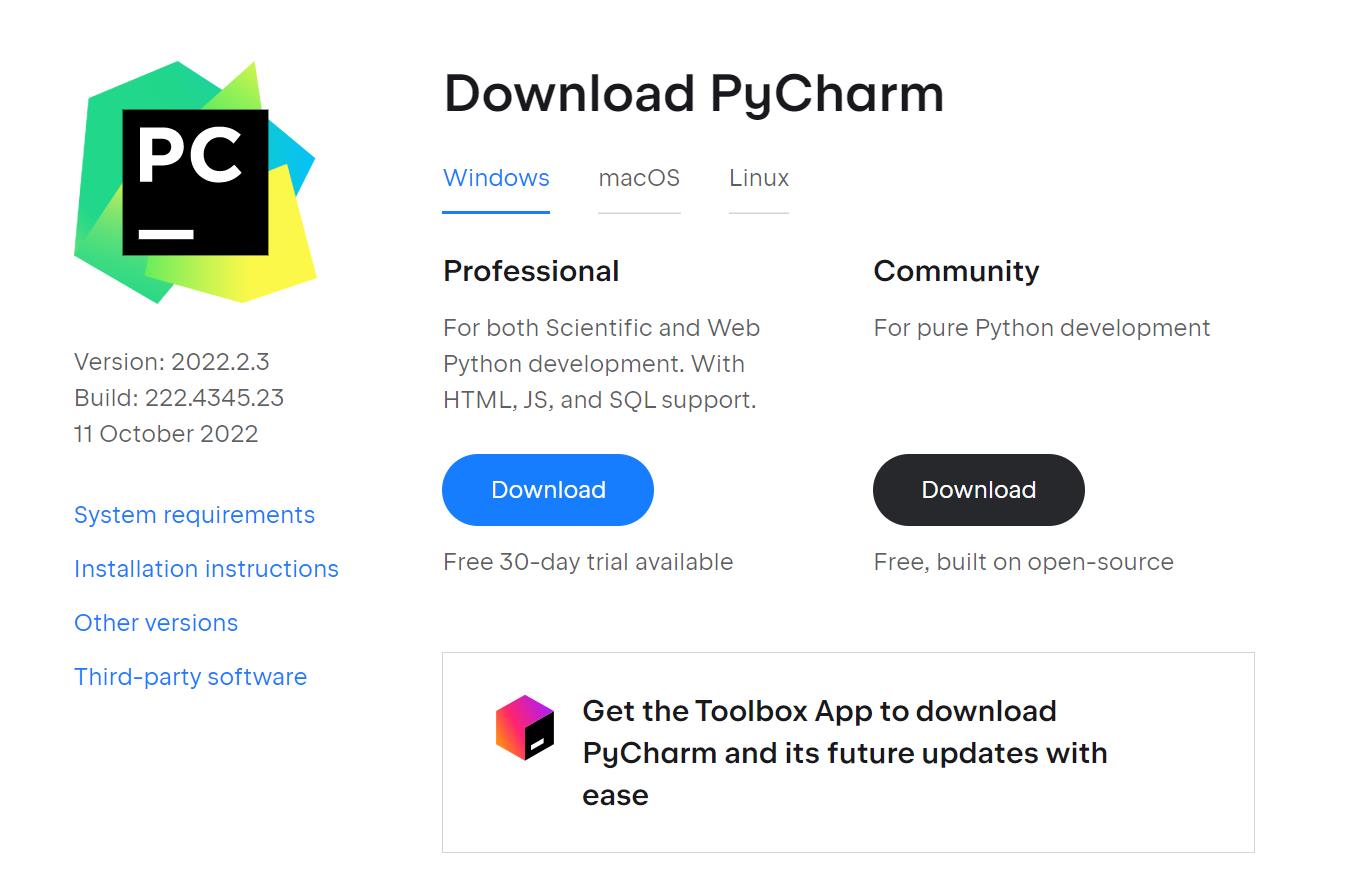 PC
Version: 2022.2.3
Build: 222.4345.23
11 October 2022
System requirements
Installation instructions
Other versions
Third-party software
Download PyCharm
Windows
macOS
Linux
Professional
For both Scientific and Web
Python development. With
HTML, JS, and SQL support.
Download
Free 30-day trial available
Community
For pure Python development
Download
Free, built on open-source
Get the Toolbox App to download
PyCharm and its future updates with
ease